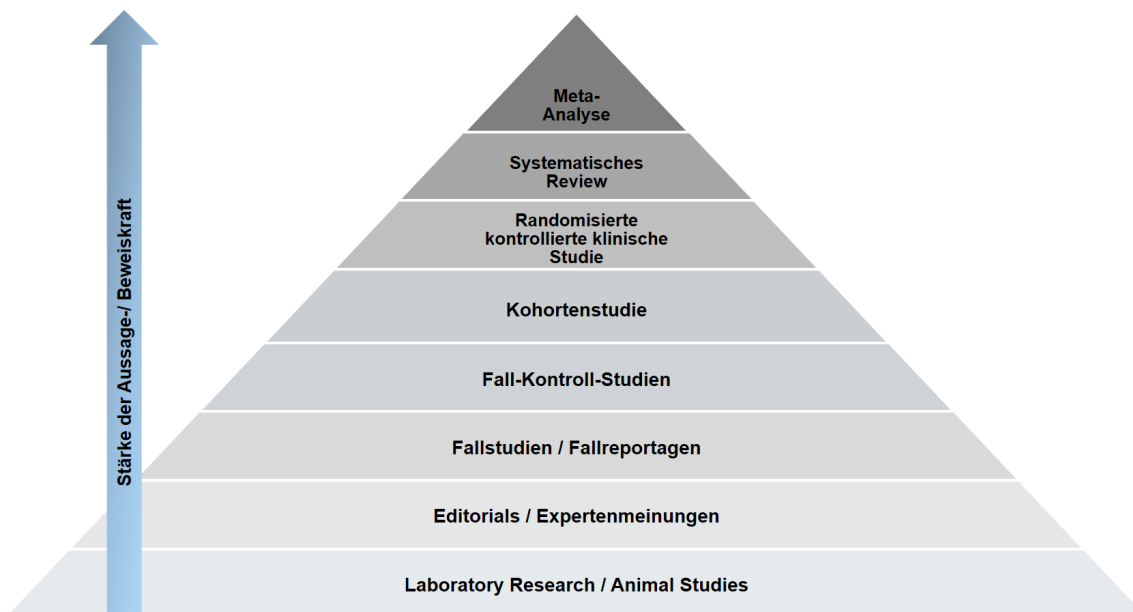 Meta-
Analyse
Systematisches
Review
Randomisierte
kontrollierte klinische
Studie
Kohortenstudie
Fall-Kontroll-Studien
Fallstudien / Fallreportagen
Editorials / Expertenmeinungen
Laboratory Research / Animal Studies
Stärke der Aussage-/ Beweiskraft